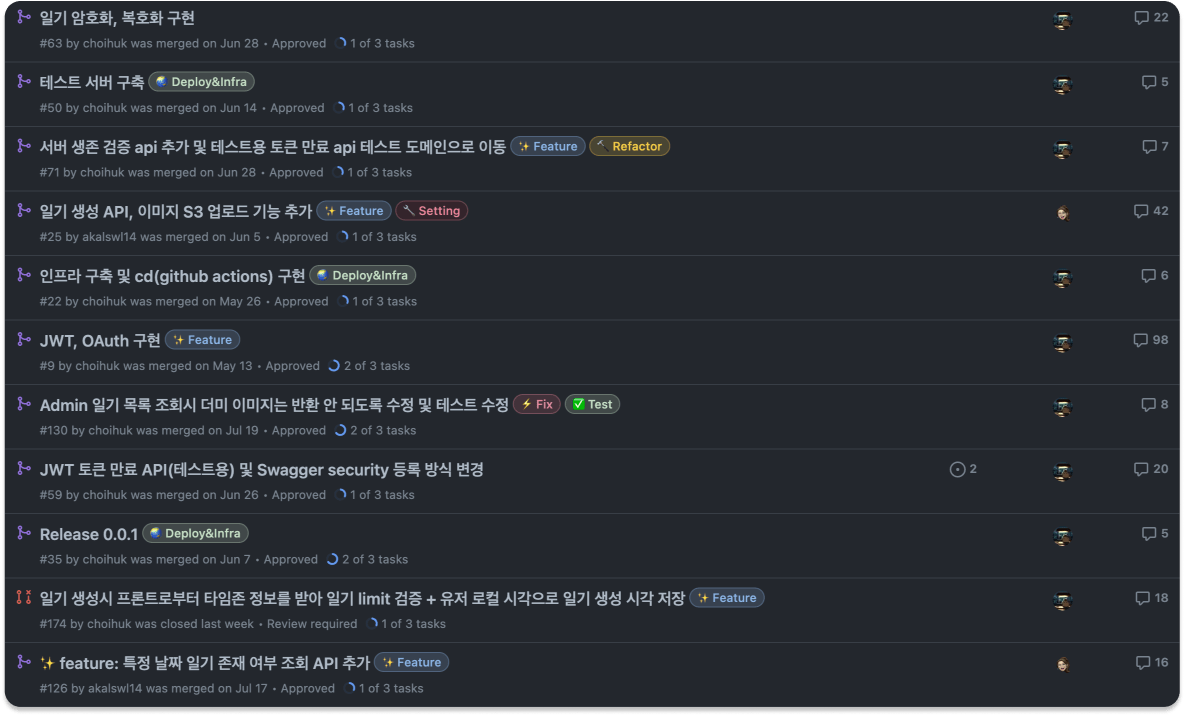 일기 암호화, 복호화 구현 22
#63 by choihuk was merged on Jun 28 • Approved 1 of 3 tasks
테스트 서버 구축 🌏 Deploy&Infra 5
#50 by choihuk was merged on Jun 14 • Approved 1 of 3 tasks
서버 생존 검증 api 추가 및 테스트용 토큰 만료 api 테스트 도메인으로 이동 ✨ Feature 🔨 Refactor 7
#71 by choihuk was merged on Jun 28 • Approved 1 of 3 tasks
일기 생성 API, 이미지 S3 업로드 기능 추가 ✨ Feature 🔧 Setting 42
#25 by akalswl14 was merged on Jun 5 • Approved 1 of 3 tasks
인프라 구축 및 cd(github actions) 구현 🌏 Deploy&Infra 6
#22 by choihuk was merged on May 26 • Approved 1 of 3 tasks
JWT, OAuth 구현 ✨ Feature 98
#9 by choihuk was merged on May 13 • Approved 2 of 3 tasks
Admin 일기 목록 조회시 더미 이미지는 반환 안 되도록 수정 및 테스트 수정 ⚡ Fix ✅ Test 8
#130 by choihuk was merged on Jul 19 • Approved 2 of 3 tasks
JWT 토큰 만료 API(테스트용) 및 Swagger security 등록 방식 변경 2 20
#59 by choihuk was merged on Jun 26 • Approved 1 of 3 tasks
Release 0.0.1 🌏 Deploy&Infra 5
#35 by choihuk was merged on Jun 7 • Approved 2 of 3 tasks
일기 생성시 프론트로부터 타임존 정보를 받아 일기 limit 검증 + 유저 로컬 시각으로 일기 생성 시각 저장 ✨ Feature 18
#174 by choihuk was closed last week • Review required 1 of 3 tasks
✨ feature: 특정 날짜 일기 존재 여부 조회 API 추가 ✨ Feature 16
#126 by akalswl14 was merged on Jul 17 • Approved 1 of 3 tasks